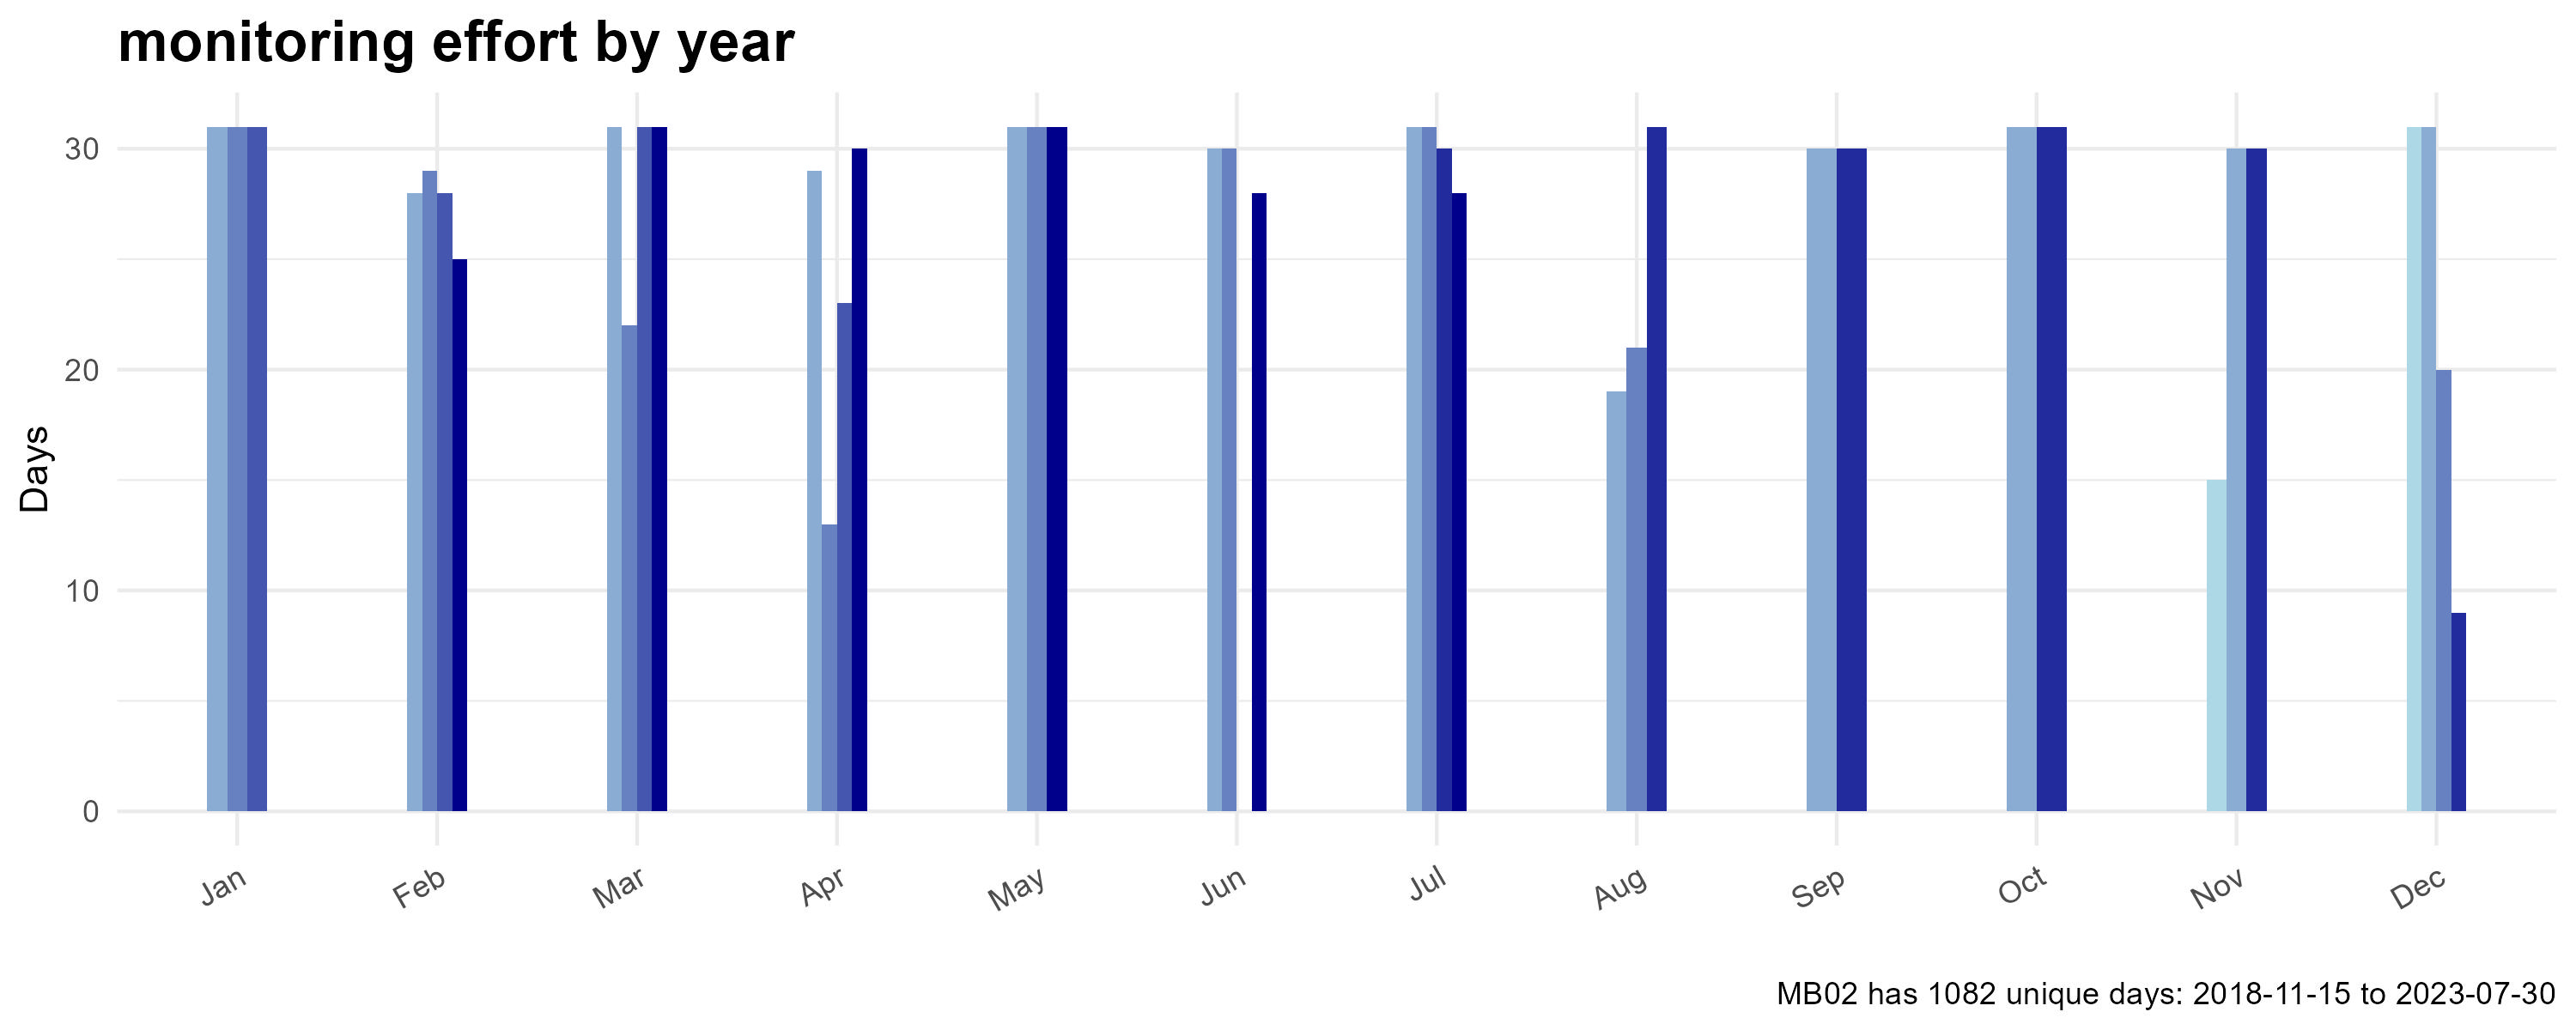 monitoring effort by year
Days
30
20
10
0
Jan
Feb
Mar
Apr
May
Jun
Jul
Aug
Sep
Oct
Nov
Dec
MB02 has 1082 unique days: 2018-11-15 to 2023-07-30